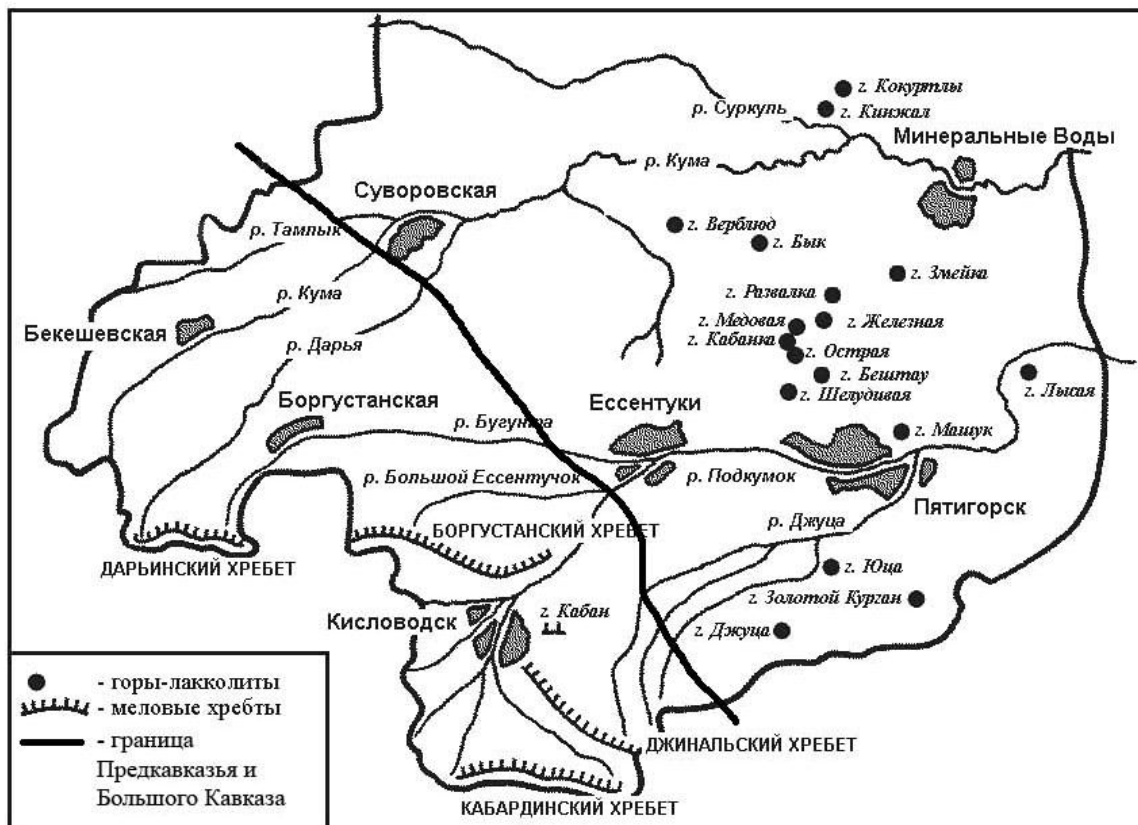 г. Кокуртлы
г. Кинжал
р. Суркуль
Минеральные Воды
р. Кума
Суворовская
р. Тамлык
г. Верблюд
г. Бык
г. Змейка
р. Кума
г. Развалка
Бекешевская
г. Медовая
г. Железная
г. Кабанка
р. Дарья
г. Острая
г. Бештау
г. Лысая
Боргустанская
Ессентуки
г. Шелудивая
р. Бугунта
г. Машук
р. Большой Ессентучок
р. Подкумок
Пятигорск
БОРГУСТАНСКИЙ ХРЕБЕТ
р. Джуца
ДАРЬИНСКИЙ ХРЕБЕТ
г. Юца
г. Золотой Курган
Кисловодск
г. Кабан
г. Джуца
- горы-лакколиты
- меловые хребты
- граница
Предкавказья и
Большого Кавказа
ДЖИНАЛЬСКИЙ ХРЕБЕТ
КАБАРДИНСКИЙ ХРЕБЕТ